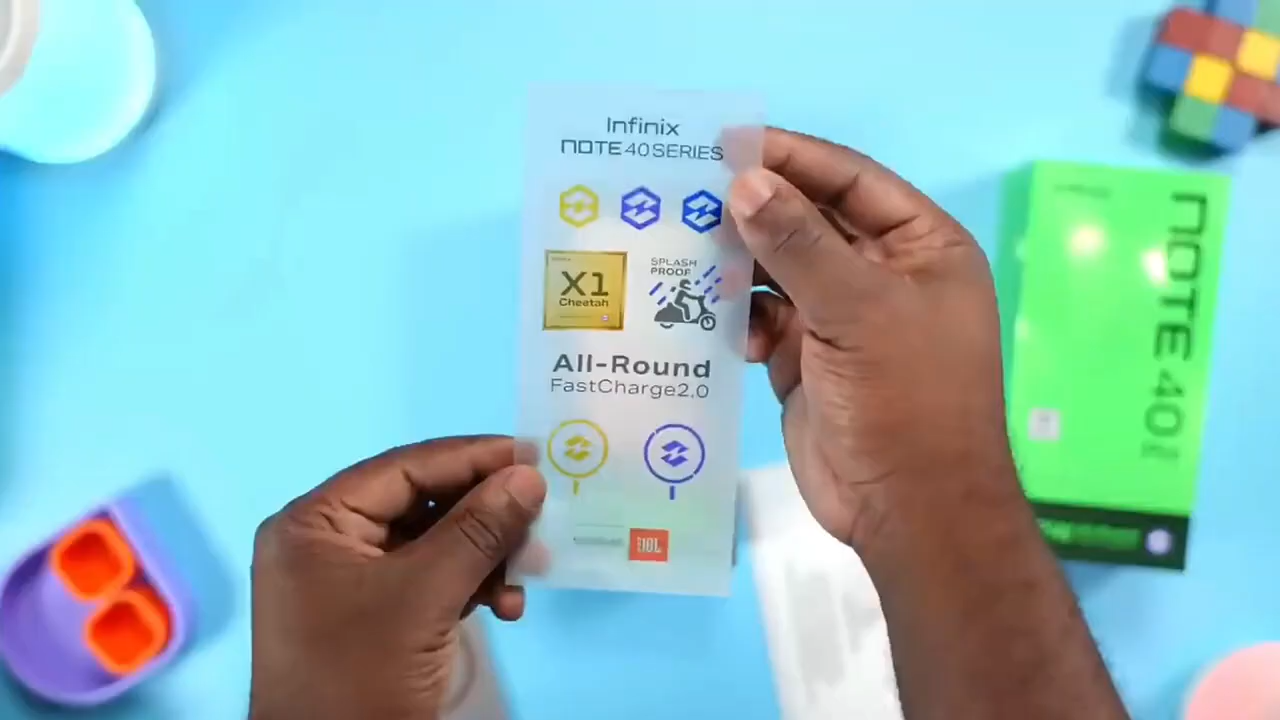 Infinix
NOTE 40 SERIES
X1
Cheetah
SPLASH
PROOF
All-Round
FastCharge2.0
JBL
NOTE 40